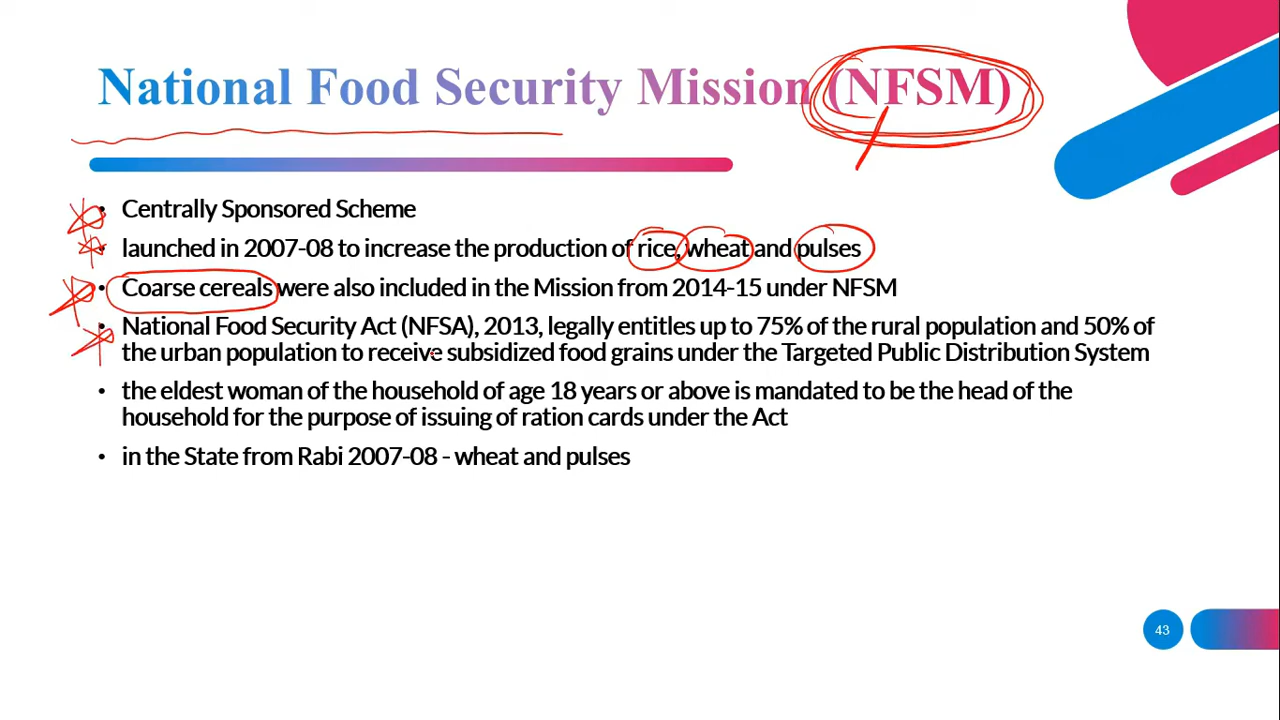 National Food Security Mission (NFSM)
• Centrally Sponsored Scheme
• launched in 2007-08 to increase the production of rice, wheat and pulses
• Coarse cereals were also included in the Mission from 2014-15 under NFSM
• National Food Security Act (NFSA), 2013, legally entitles up to 75% of the rural population and 50% of
the urban population to receive subsidized food grains under the Targeted Public Distribution System
• the eldest woman of the household of age 18 years or above is mandated to be the head of the
household for the purpose of issuing of ration cards under the Act
• in the State from Rabi 2007-08 - wheat and pulses
43